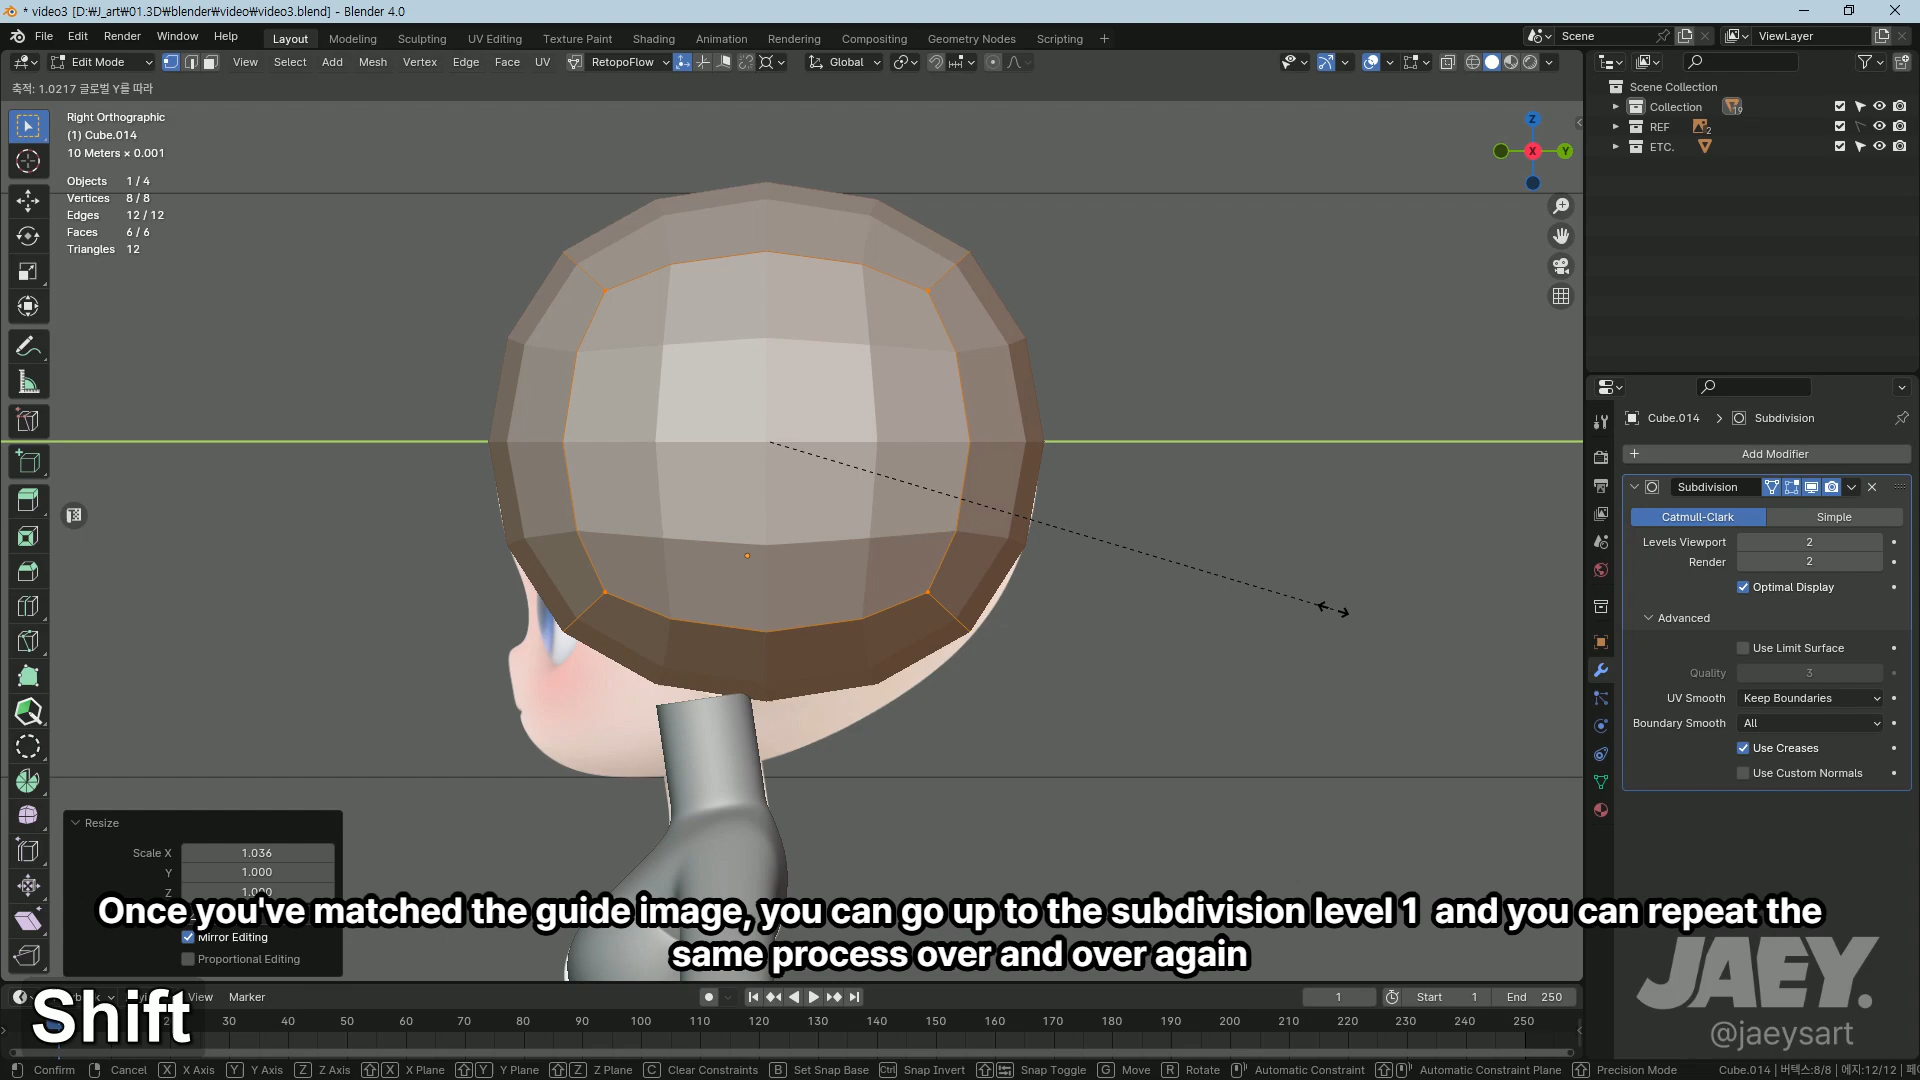 * video3 [D:₩J_art₩01.3D₩blender₩video₩video3.blend] - Blender 4.0
File Edit Render Window Help Layout Modeling Sculpting UV Editing Texture Paint Shading Animation Rendering Compositing Geometry Nodes Scripting + Scene ViewLayer
Edit Mode View Select Add Mesh Vertex Edge Face UV RetopoFlow Global
축적: 1.0217 글로벌 Y를 따라
Right Orthographic
(1) Cube.014
10 Meters × 0.001
Objects 1 / 4
Vertices 8 / 8
Edges 12 / 12
Faces 6 / 6
Triangles 12
Z
X
Y
Scene Collection
Collection 19
REF 2
ETC.
Cube.014 > Subdivision
+ Add Modifier
Subdivision
Catmull-Clark Simple
Levels Viewport 2
Render 2
Optimal Display
Advanced
Use Limit Surface
Quality 3
UV Smooth Keep Boundaries
Boundary Smooth All
Use Creases
Use Custom Normals
Resize
Scale X 1.036
Y 1.000
Z 1.000
Mirror Editing
Proportional Editing
Once you've matched the guide image, you can go up to the subdivision level 1 and you can repeat the
same process over and over again
JAEY.
@jaeysart
Shift
View Marker 1 Start 1 End 250
30 40 50 60 70 80 90 100 110 120 130 140 150 160 170 180 190 200 210 220 230 240 250
Confirm Cancel X X Axis Y Y Axis Z Z Axis X X Plane Y Y Plane Z Z Plane C Clear Constraints B Set Snap Base Ctrl Snap Invert Snap Toggle G Move R Rotate Automatic Constraint Automatic Constraint Plane Precision Mode Cube.014 | 버텍스:8/8 | 에지:12/12 | 페